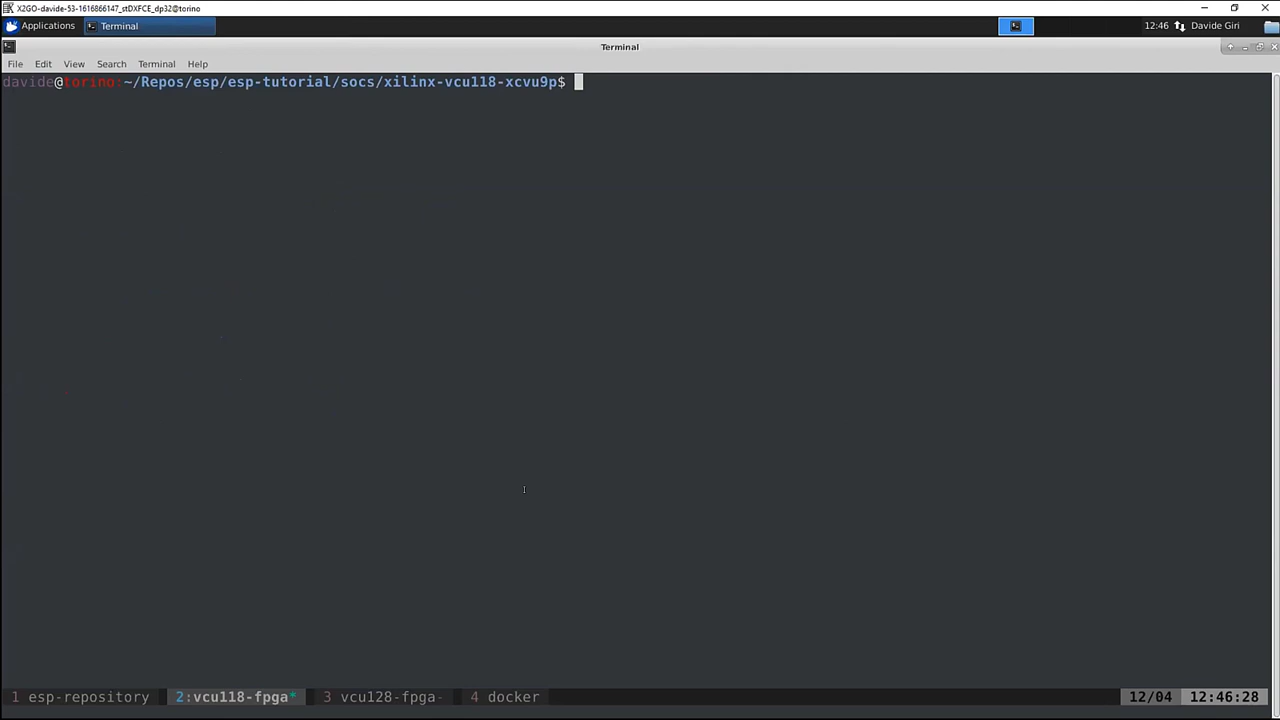 X2GO-davide-53-1616866147_stDXFCE_dp32@torino
Applications Terminal 12:46 Davide Giri
Terminal
File Edit View Search Terminal Help
davide@torino:~/Repos/esp/esp-tutorial/socs/xilinx-vcu118-xcvu9p$
1 esp-repository 2:vcu118-fpga* 3 vcu128-fpga- 4 docker 12/04 12:46:28